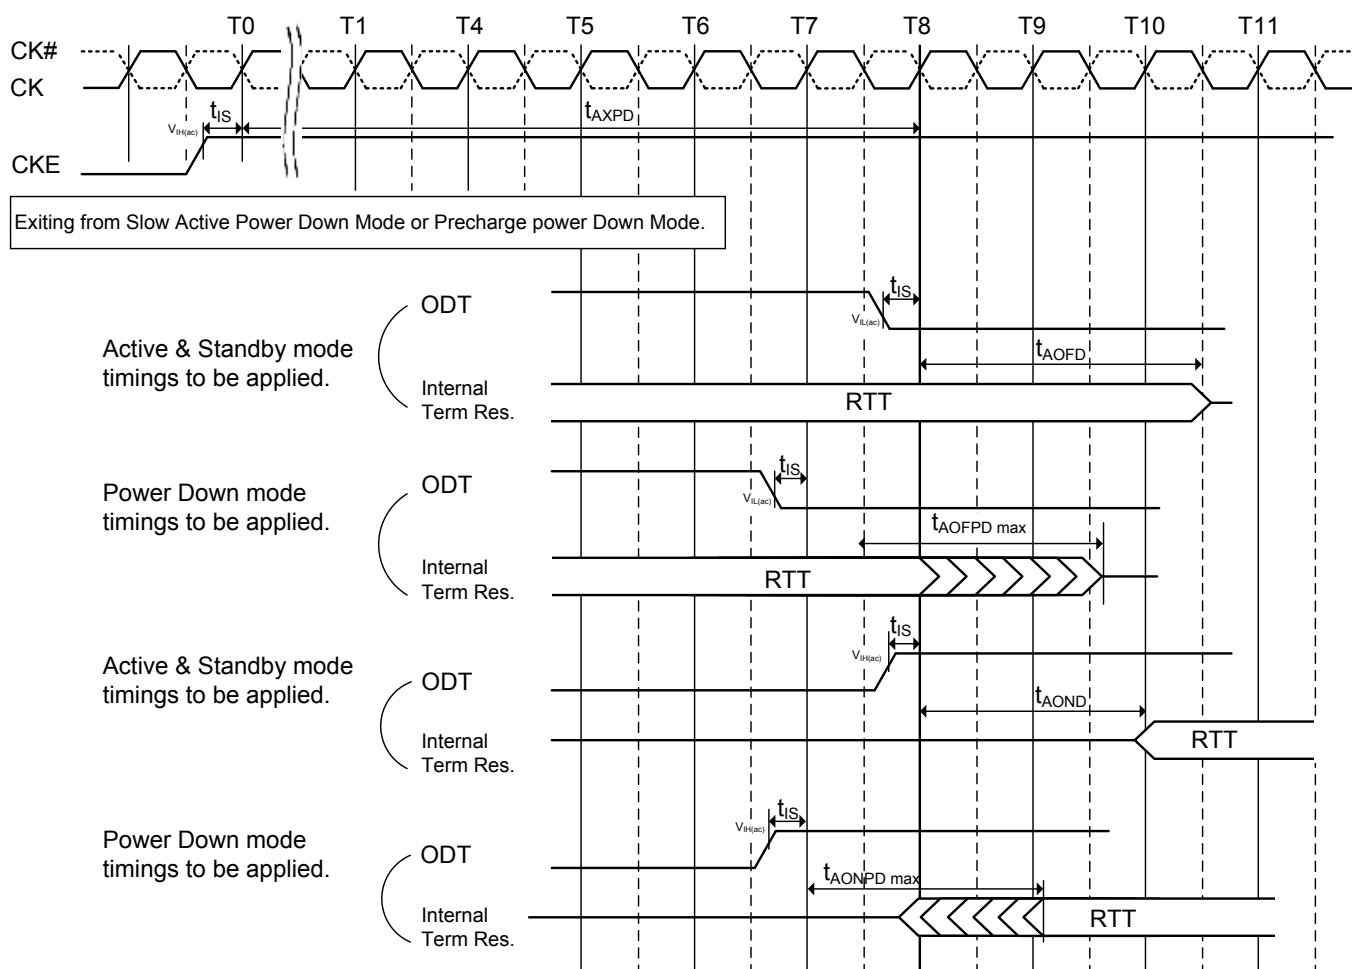 T0 T1 T4 T5 T6 T7 T8 T9 T10 T11
CK#
CK
tIS tAXPD
VIH(ac)
CKE
Exiting from Slow Active Power Down Mode or Precharge power Down Mode.
tIS
ODT
VIL(ac)
Active & Standby mode
timings to be applied.
tAOFD
Internal
Term Res.
RTT
tIS
ODT
VIL(ac)
Power Down mode
timings to be applied.
tAOFPD max
Internal
Term Res.
RTT
tIS
VIH(ac)
Active & Standby mode
timings to be applied.
ODT
tAOND
Internal
Term Res.
RTT
tIS
VIH(ac)
Power Down mode
timings to be applied.
ODT
tAONPD max
Internal
Term Res.
RTT